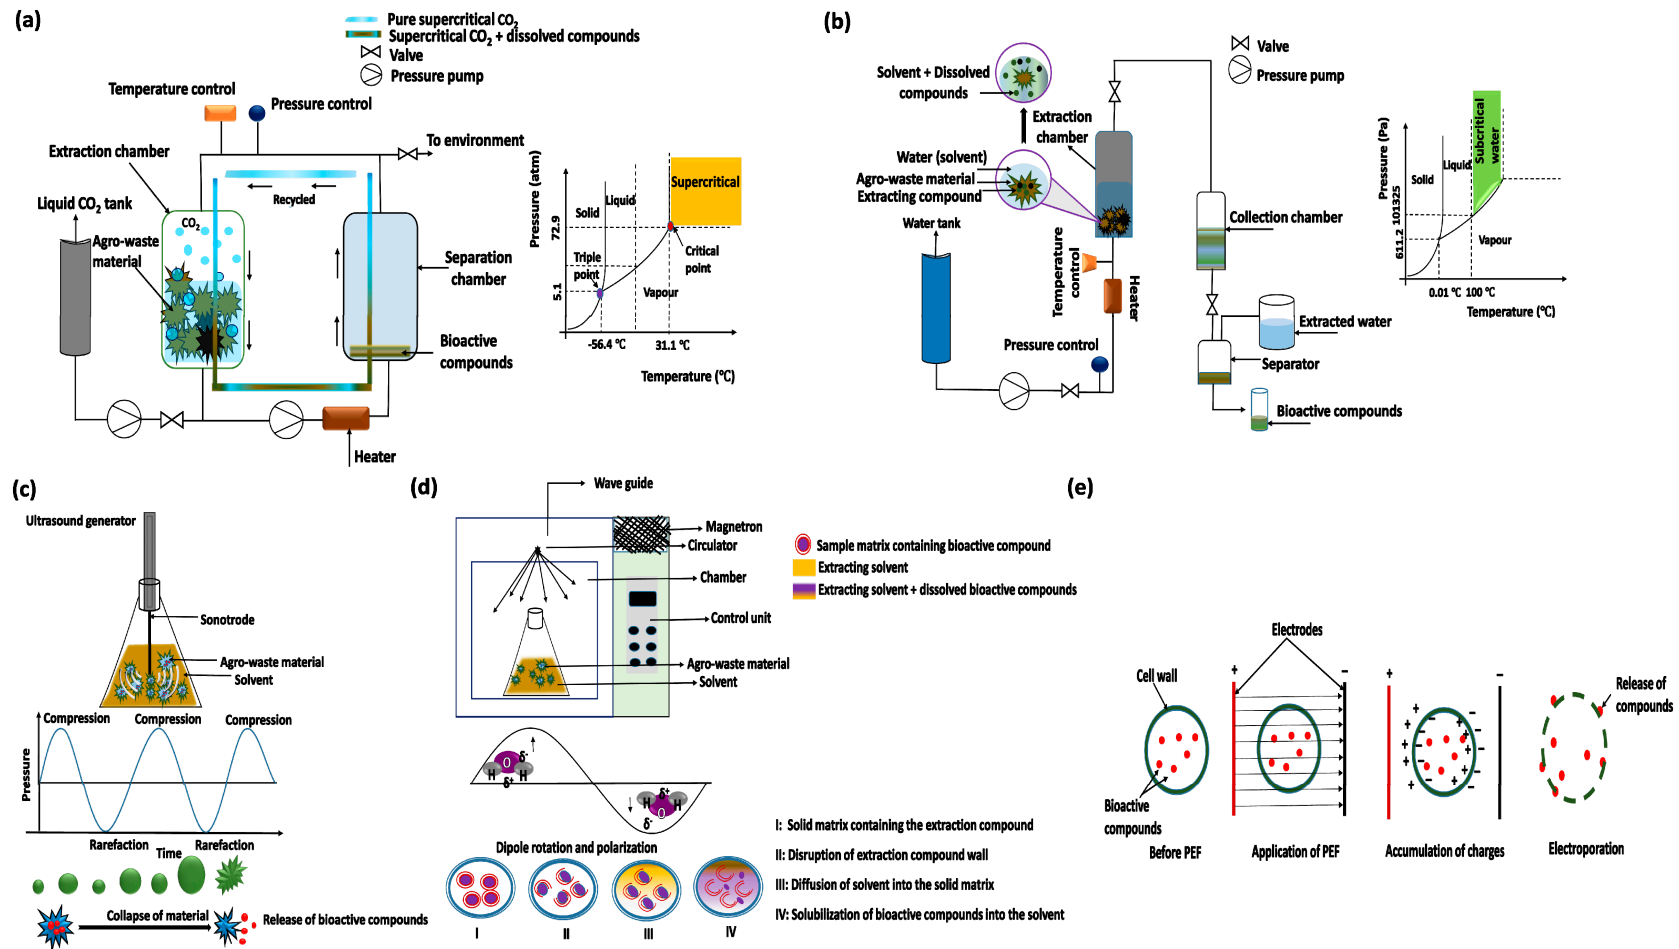 (a)
Pure supercritical CO2
Supercritical CO2 + dissolved compounds
Valve
Pressure pump
Temperature control
Pressure control
To environment
Extraction chamber
Recycled
Liquid CO2 tank
CO2
Agro-waste
material
Separation
chamber
Bioactive
compounds
Heater
Pressure (atm)
72.9
5.1
Solid
Liquid
Supercritical
Triple
point
Critical
point
Vapour
-56.4 °C
31.1 °C
Temperature (°C)
(b)
Valve
Pressure pump
Solvent + Dissolved
compounds
Extraction
chamber
Water (solvent)
Agro-waste material
Extracting compound
Water tank
Temperature
control
Heater
Pressure control
Collection chamber
Extracted water
Separator
Bioactive compounds
Pressure (Pa)
101325
611.2
Solid
Liquid
Subcritical
water
Vapour
0.01 °C
100 °C
Temperature (°C)
(c)
Ultrasound generator
Sonotrode
Agro-waste material
Solvent
Compression
Compression
Compression
Pressure
Rarefaction
Rarefaction
Time
Collapse of material
Release of bioactive compounds
(d)
Wave guide
Magnetron
Circulator
Chamber
Control unit
Agro-waste material
Solvent
Sample matrix containing bioactive compound
Extracting solvent
Extracting solvent + dissolved bioactive compounds
δ-
O
H
H
δ+
δ+
H
H
O
δ-
Dipole rotation and polarization
I
II
III
IV
I: Solid matrix containing the extraction compound
II: Disruption of extraction compound wall
III: Diffusion of solvent into the solid matrix
IV: Solubilization of bioactive compounds into the solvent
(e)
Electrodes
Cell wall
+
-
+
-
Release of
compounds
Bioactive
compounds
Before PEF
Application of PEF
Accumulation of charges
Electroporation